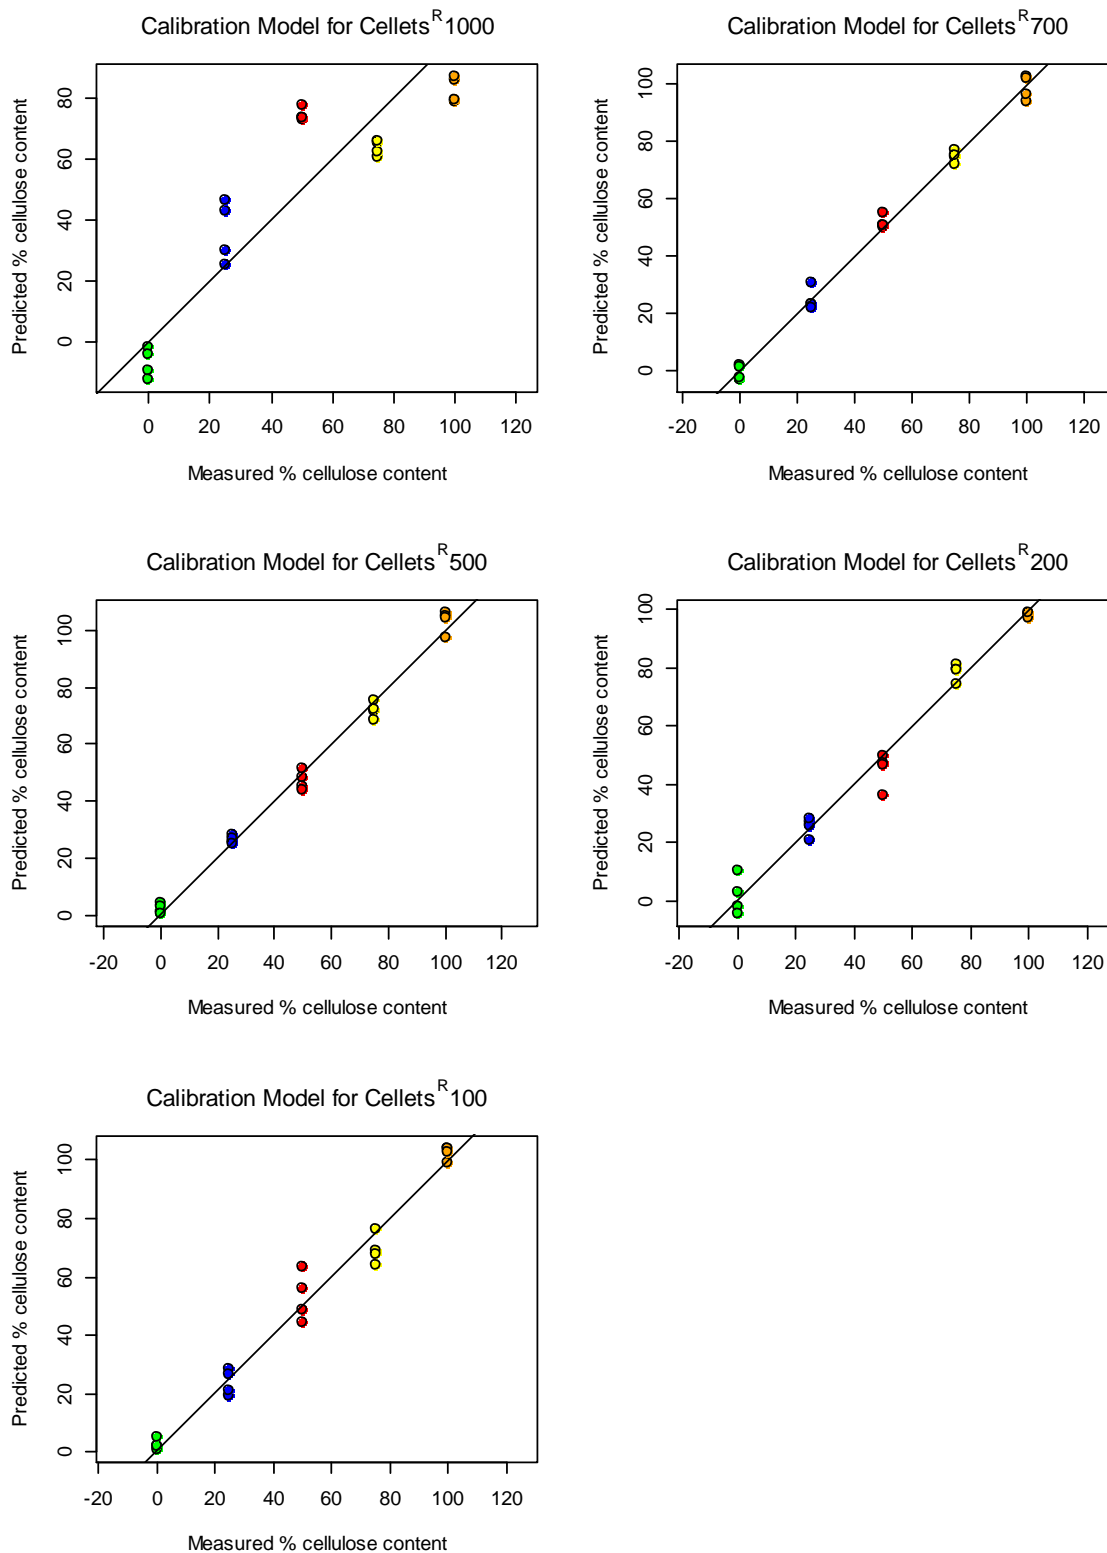 Calibration Model for Cellets^R 1000
Predicted % cellulose content
80
60
40
20
0
0 20 40 60 80 100 120
Measured % cellulose content
Calibration Model for Cellets^R 700
Predicted % cellulose content
100
80
60
40
20
0
-20 0 20 40 60 80 100 120
Measured % cellulose content
Calibration Model for Cellets^R 500
Predicted % cellulose content
100
80
60
40
20
0
-20 0 20 40 60 80 100 120
Measured % cellulose content
Calibration Model for Cellets^R 200
Predicted % cellulose content
100
80
60
40
20
0
-20 0 20 40 60 80 100 120
Measured % cellulose content
Calibration Model for Cellets^R 100
Predicted % cellulose content
100
80
60
40
20
0
-20 0 20 40 60 80 100 120
Measured % cellulose content